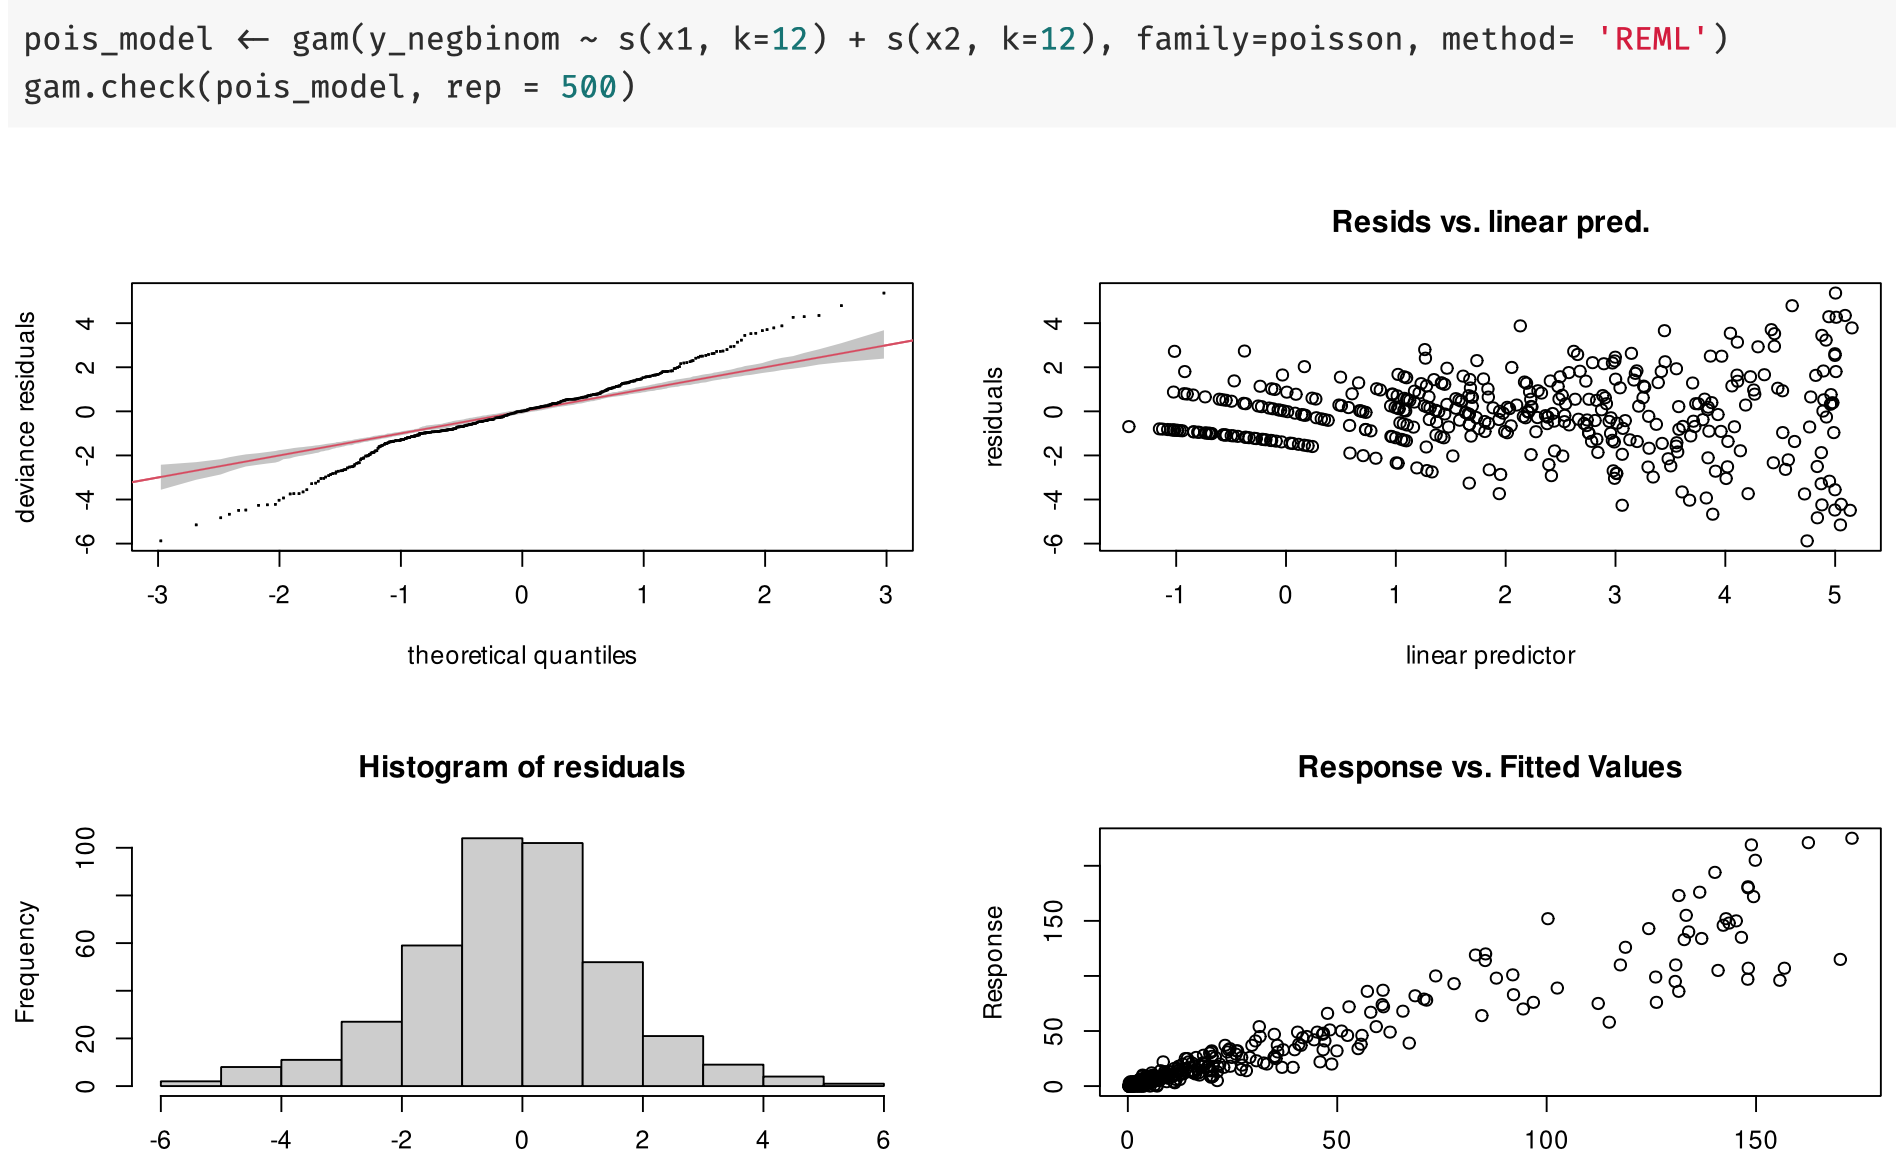 pois_model ← gam(y_negbinom ~ s(x1, k=12) + s(x2, k=12), family=poisson, method= 'REML')
gam.check(pois_model, rep = 500)
deviance residuals
-6 -4 -2 0 2 4
-3 -2 -1 0 1 2 3
theoretical quantiles
Resids vs. linear pred.
residuals
-6 -4 -2 0 2 4
-1 0 1 2 3 4 5
linear predictor
Histogram of residuals
Frequency
0 20 60 100
-6 -4 -2 0 2 4 6
Response vs. Fitted Values
Response
0 50 150
0 50 100 150